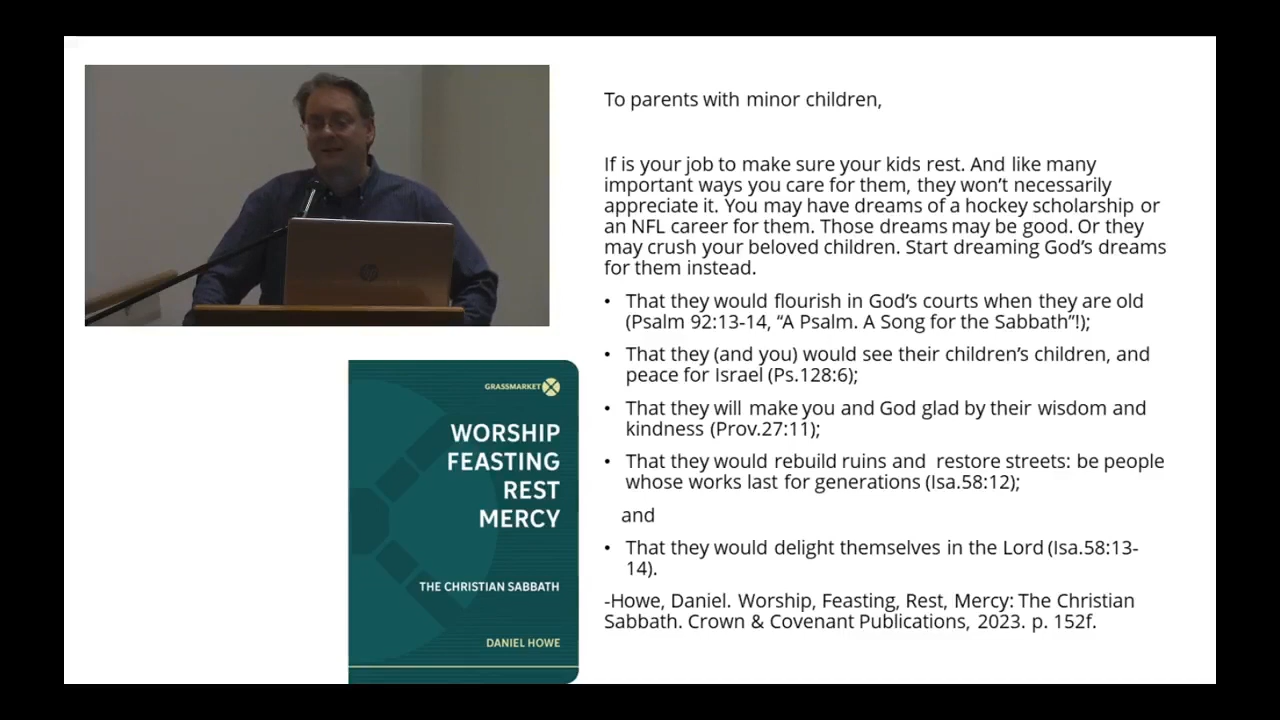 To parents with minor children,
If is your job to make sure your kids rest. And like many
important ways you care for them, they won’t necessarily
appreciate it. You may have dreams of a hockey scholarship or
an NFL career for them. Those dreams may be good. Or they
may crush your beloved children. Start dreaming God’s dreams
for them instead.
• That they would flourish in God’s courts when they are old
(Psalm 92:13-14, “A Psalm. A Song for the Sabbath”!);
• That they (and you) would see their children’s children, and
peace for Israel (Ps.128:6);
• That they will make you and God glad by their wisdom and
kindness (Prov.27:11);
• That they would rebuild ruins and restore streets: be people
whose works last for generations (Isa.58:12);
and
• That they would delight themselves in the Lord (Isa.58:13-
14).
-Howe, Daniel. Worship, Feasting, Rest, Mercy: The Christian
Sabbath. Crown & Covenant Publications, 2023. p. 152f.
GRASSMARKET
WORSHIP
FEASTING
REST
MERCY
THE CHRISTIAN SABBATH
DANIEL HOWE
hp